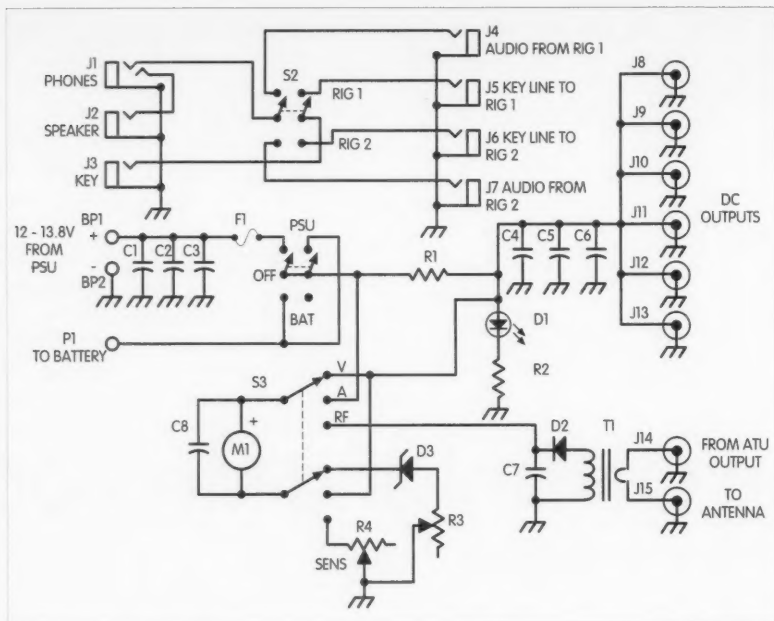 J1
PHONES
J2
SPEAKER
J3
KEY
S2
RIG 1
RIG 2
J4
AUDIO FROM RIG 1
J5 KEY LINE TO
RIG 1
J6 KEY LINE TO
RIG 2
J7 AUDIO FROM
RIG 2
J8
J9
J10
J11
J12
J13
DC
OUTPUTS
12 - 13.8V
FROM
PSU
BP1
+
-
BP2
C1
C2
C3
F1
PSU
OFF
BAT
R1
C4
C5
C6
D1
R2
P1
TO BATTERY
S3
V
A
RF
C8
+
M1
D3
R3
R4
SENS
D2
T1
C7
J14
FROM ATU
OUTPUT
J15
TO
ANTENNA